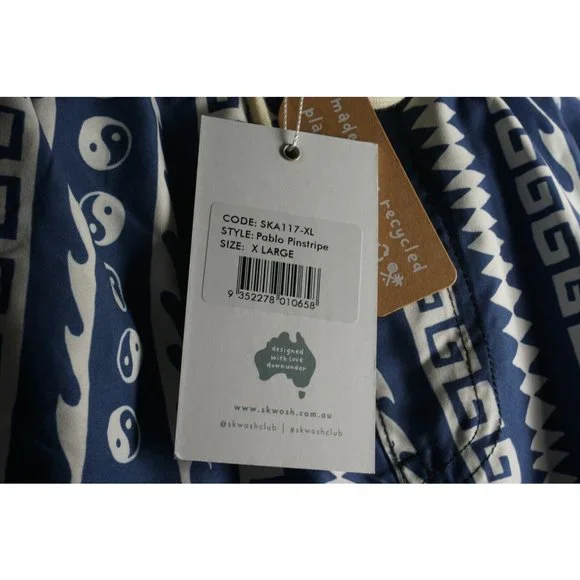 CODE: SKA117-XL
STYLE: Pablo Pinstripe
SIZE: X LARGE
9 352278 010658
designed
with love
downunder
www.skwosh.com.au
@skwoshclub | #skwoshclub
made
recycled